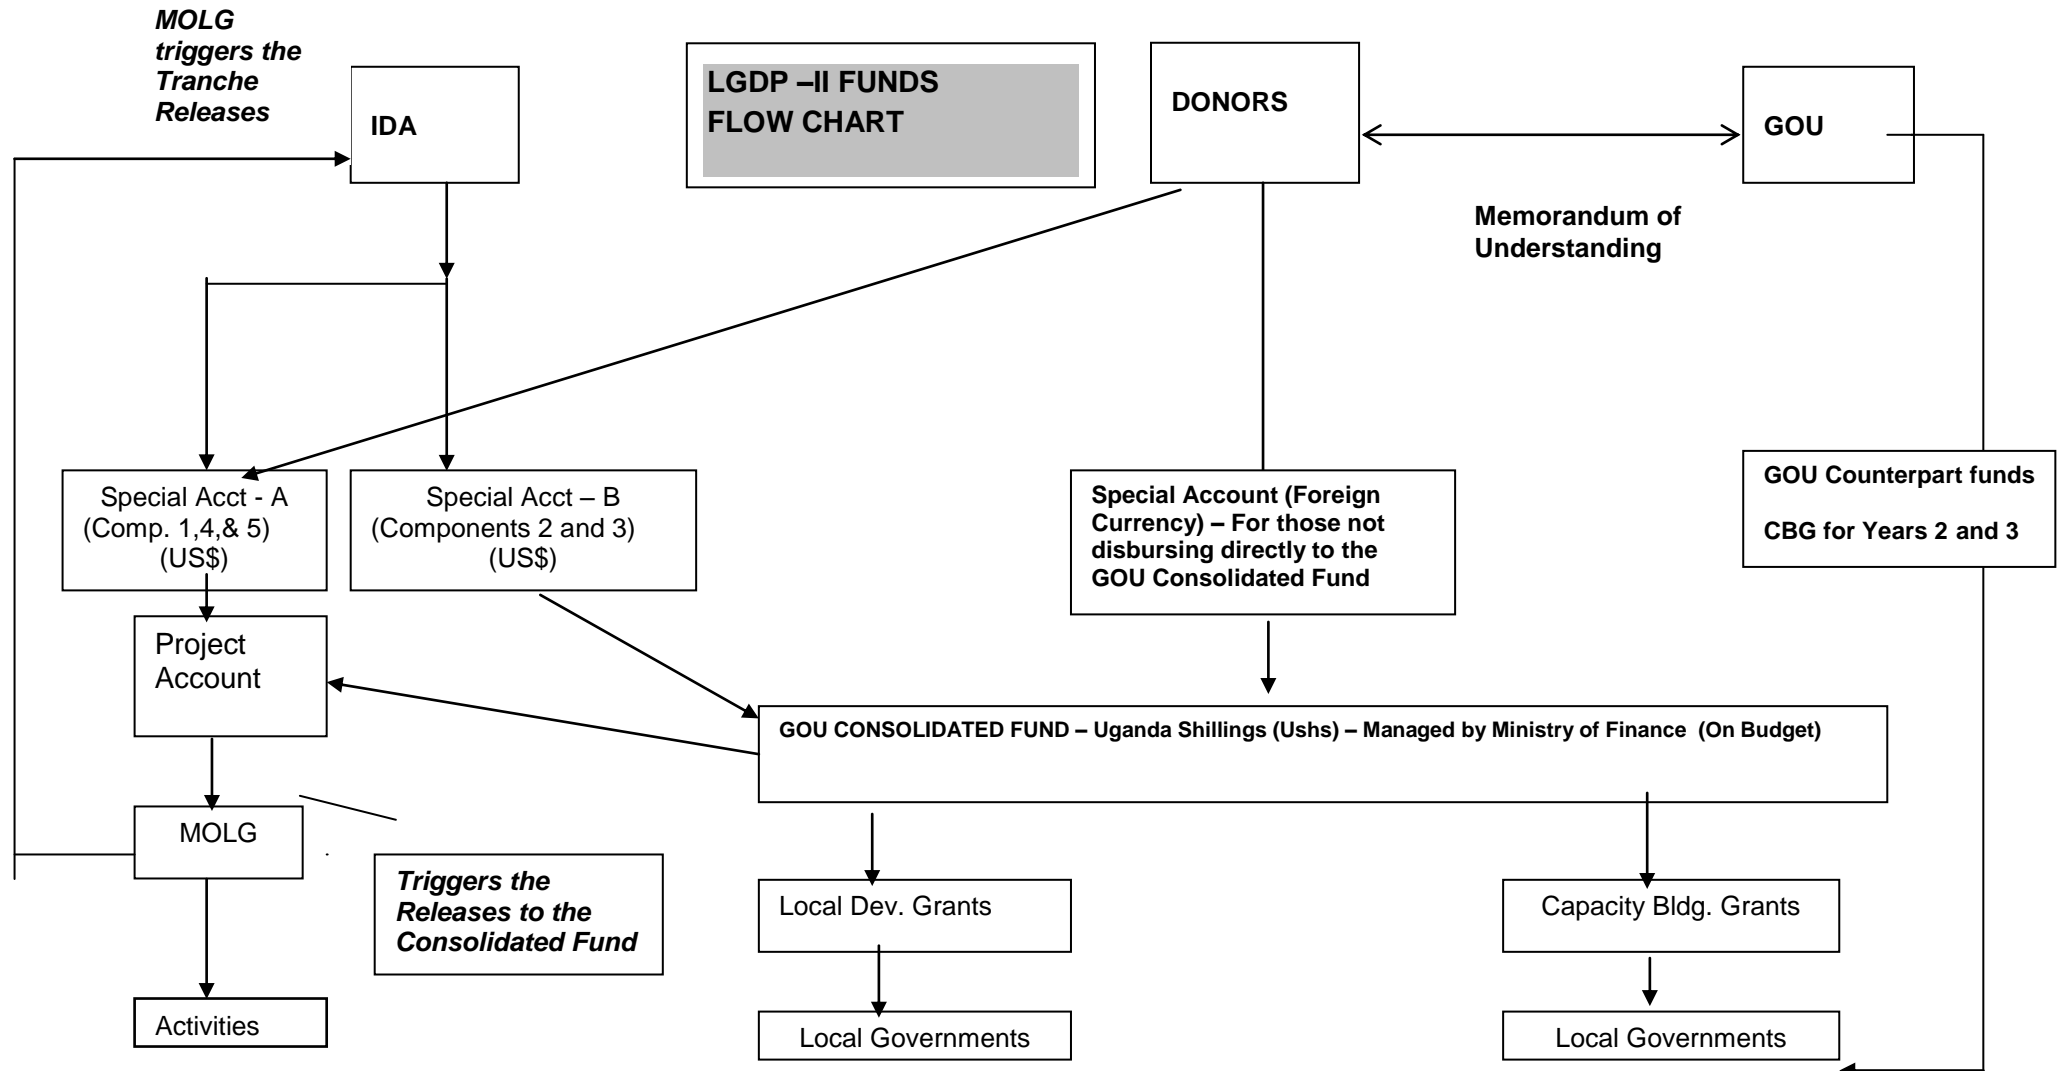 MOLG
triggers the
Tranche
Releases
IDA
LGDP –II FUNDS
FLOW CHART
DONORS
GOU
Memorandum of
Understanding
Special Acct - A
(Comp. 1,4,& 5)
(US$)
Special Acct – B
(Components 2 and 3)
(US$)
Special Account (Foreign
Currency) – For those not
disbursing directly to the
GOU Consolidated Fund
GOU Counterpart funds
CBG for Years 2 and 3
Project
Account
GOU CONSOLIDATED FUND – Uganda Shillings (Ushs) – Managed by Ministry of Finance  (On Budget)
MOLG
Triggers the
Releases to the
Consolidated Fund
Local Dev. Grants
Capacity Bldg. Grants
Activities
Local Governments
Local Governments